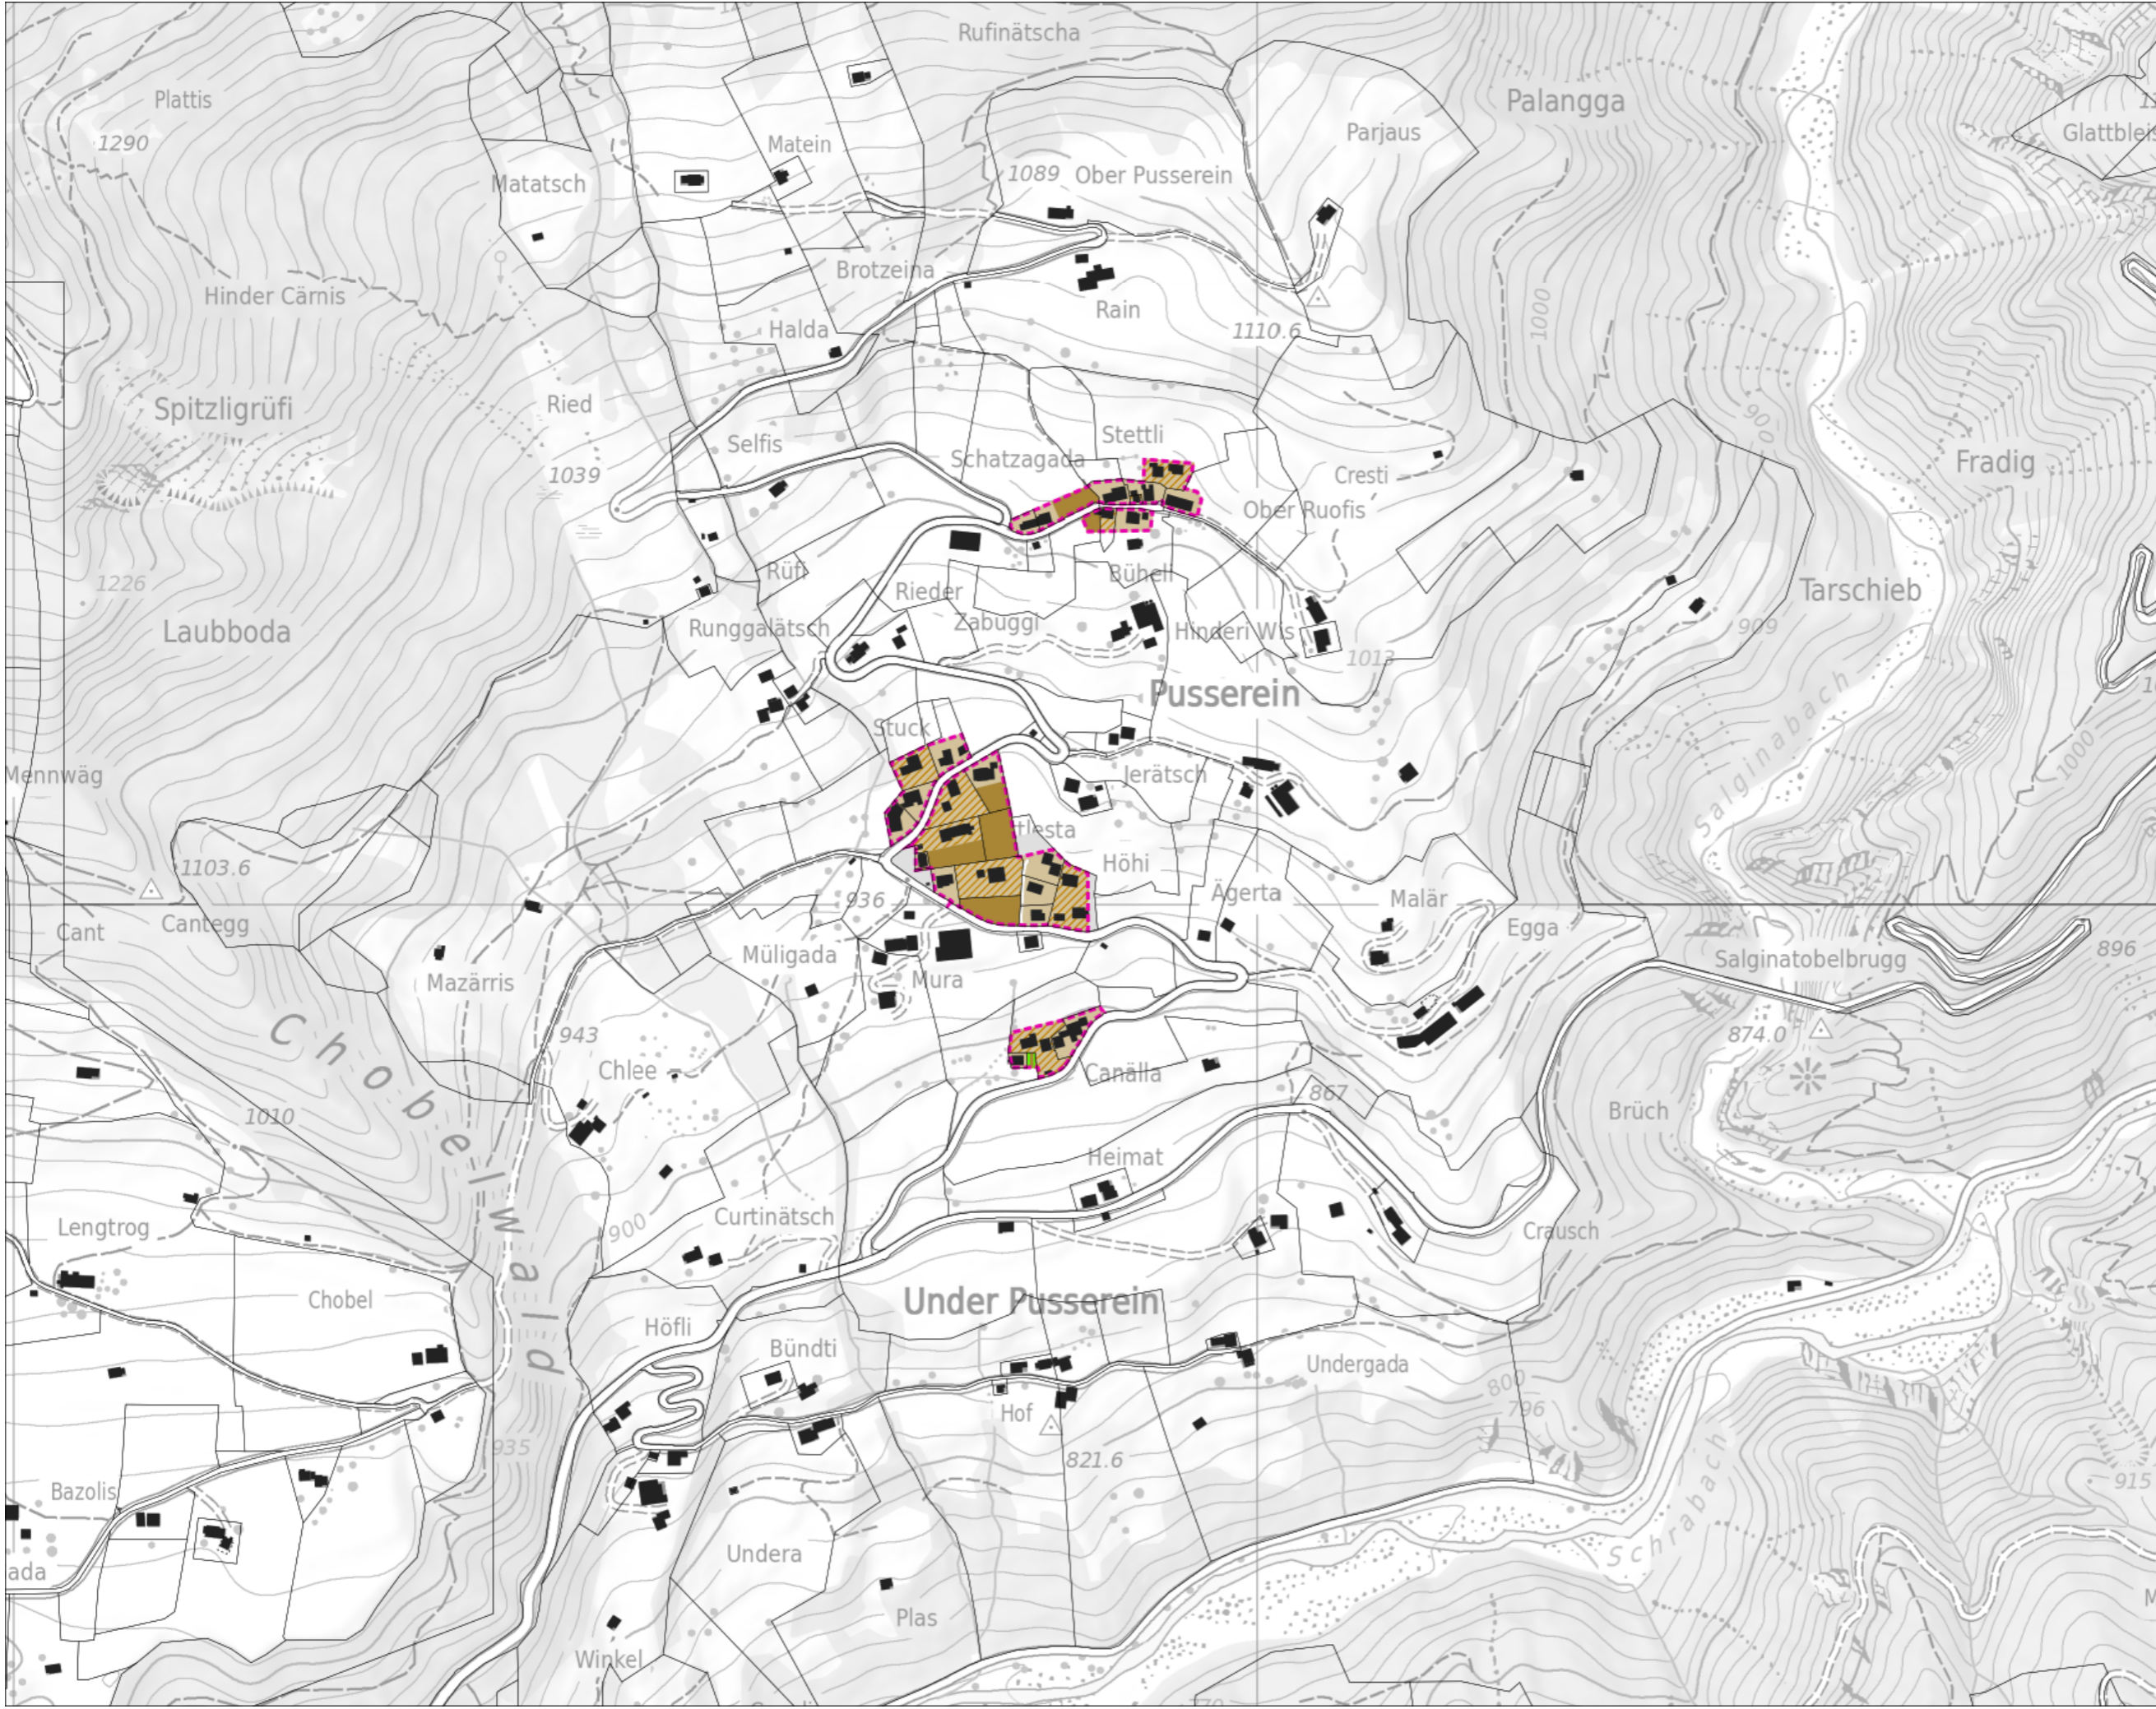 Rufinätscha
Plattis
Palangga
Parjaus
Glattbleis
1290
Matein
Matatsch
1089
Ober Pusserein
Brotzeina
Hinder Cärnis
Rain
1000
Halda
1110.6
Spitzligrüfi
Ried
900
Selfis
Stettli
Schatzagada
Fradig
1039
Cresti
Ober Ruofis
1226
Rüfi
Rieder
Büheli
Tarschieb
Laubboda
Runggalätsch
Zabuggi
Hinderi Wis
909
1013
Pusserein
Stuck
Salginabach
1000
Mennwäg
Jerätsch
tlesta
1103.6
Höhi
936
Ägerta
Malär
Cant
Cantegg
Egga
896
Müligada
Salginatobelbrugg
Mazärris
Mura
943
874.0
Chobelwald
Chlee
Canälla
867
1010
Brüch
Heimat
Lengtrog
900
Curtinätsch
Crausch
Chobel
Under Pusserein
Höfli
Bündti
Undergada
800
796
Hof
935
821.6
Bazolis
915
Schrabach
Undera
ada
Plas
Winkel
770